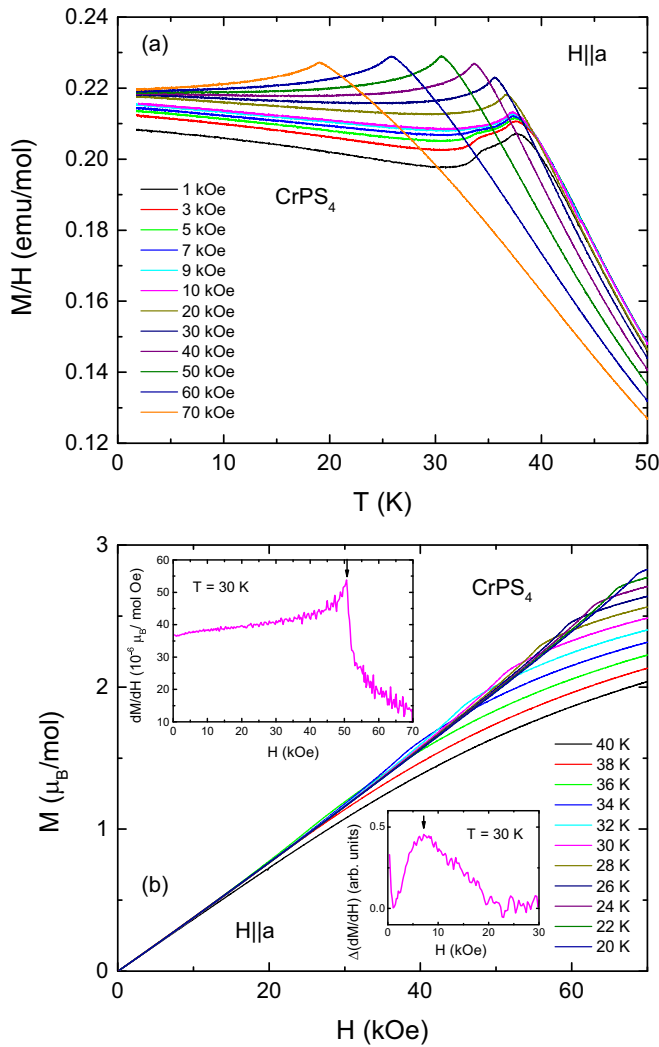 (a)
H||a
0.24
0.22
0.20
0.18
0.16
0.14
0.12
M/H (emu/mol)
CrPS4
1 kOe
3 kOe
5 kOe
7 kOe
9 kOe
10 kOe
20 kOe
30 kOe
40 kOe
50 kOe
60 kOe
70 kOe
0 10 20 30 40 50
T (K)
3
2
1
0
M (μB/mol)
60
50
40
30
20
10
dM/dH (10-6 μB/ mol Oe)
T = 30 K
0 10 20 30 40 50 60 70
H (kOe)
CrPS4
40 K
38 K
36 K
34 K
32 K
30 K
28 K
26 K
24 K
22 K
20 K
0.5
0.0
Δ(dM/dH) (arb. units)
T = 30 K
0 5 10 15 20 25 30
H (kOe)
(b)
H||a
0 20 40 60
H (kOe)